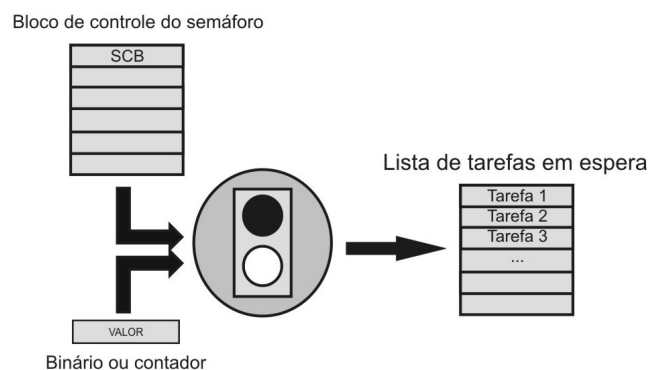 Bloco de controle do semáforo
SCB
Lista de tarefas em espera
Tarefa 1
Tarefa 2
Tarefa 3
...
VALOR
Binário ou contador